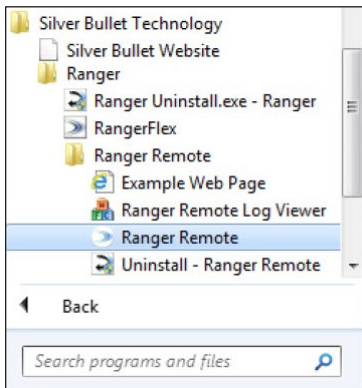 Silver Bullet Technology
Silver Bullet Website
Ranger
Ranger Uninstall.exe - Ranger
RangerFlex
Ranger Remote
Example Web Page
Ranger Remote Log Viewer
Ranger Remote
Uninstall - Ranger Remote
Back
Search programs and files